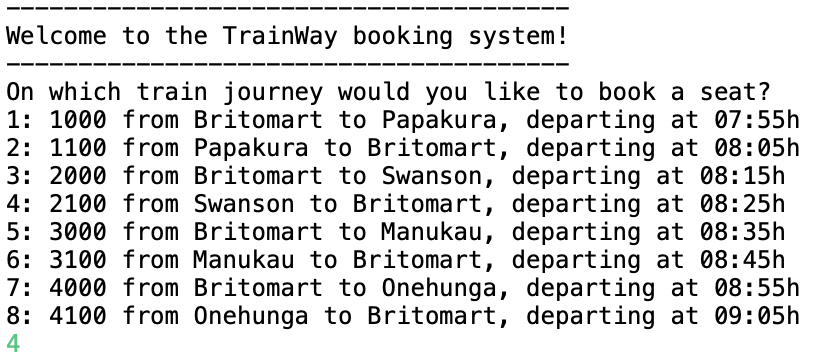 ---------------------------------------
Welcome to the TrainWay booking system!
---------------------------------------
On which train journey would you like to book a seat?
1: 1000 from Britomart to Papakura, departing at 07:55h
2: 1100 from Papakura to Britomart, departing at 08:05h
3: 2000 from Britomart to Swanson, departing at 08:15h
4: 2100 from Swanson to Britomart, departing at 08:25h
5: 3000 from Britomart to Manukau, departing at 08:35h
6: 3100 from Manukau to Britomart, departing at 08:45h
7: 4000 from Britomart to Onehunga, departing at 08:55h
8: 4100 from Onehunga to Britomart, departing at 09:05h
4